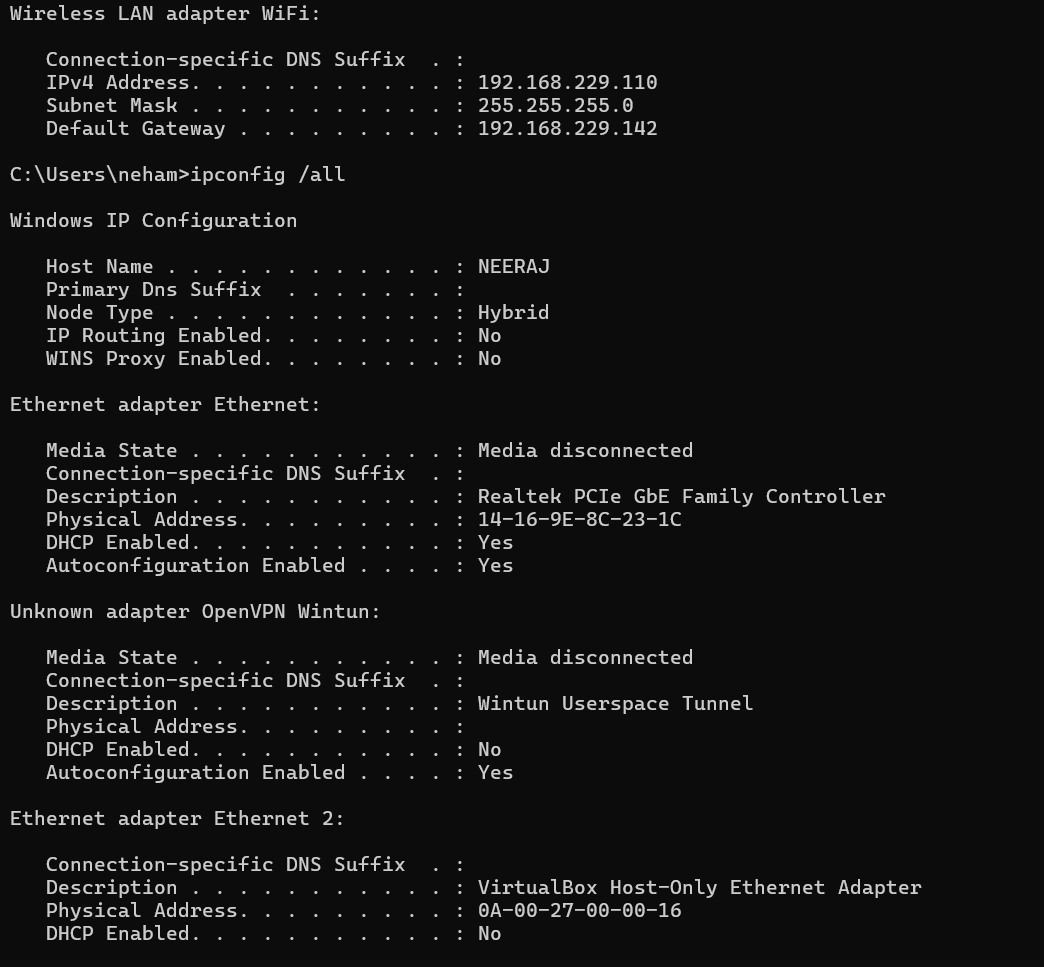 Wireless LAN adapter WiFi:
   Connection-specific DNS Suffix  . :
   IPv4 Address. . . . . . . . . . . : 192.168.229.110
   Subnet Mask . . . . . . . . . . . : 255.255.255.0
   Default Gateway . . . . . . . . . : 192.168.229.142
C:\Users\neham>ipconfig /all
Windows IP Configuration
   Host Name . . . . . . . . . . . . : NEERAJ
   Primary Dns Suffix  . . . . . . . :
   Node Type . . . . . . . . . . . . : Hybrid
   IP Routing Enabled. . . . . . . . : No
   WINS Proxy Enabled. . . . . . . . : No
Ethernet adapter Ethernet:
   Media State . . . . . . . . . . . : Media disconnected
   Connection-specific DNS Suffix  . :
   Description . . . . . . . . . . . : Realtek PCIe GbE Family Controller
   Physical Address. . . . . . . . . : 14-16-9E-8C-23-1C
   DHCP Enabled. . . . . . . . . . . : Yes
   Autoconfiguration Enabled . . . . : Yes
Unknown adapter OpenVPN Wintun:
   Media State . . . . . . . . . . . : Media disconnected
   Connection-specific DNS Suffix  . :
   Description . . . . . . . . . . . : Wintun Userspace Tunnel
   Physical Address. . . . . . . . . :
   DHCP Enabled. . . . . . . . . . . : No
   Autoconfiguration Enabled . . . . : Yes
Ethernet adapter Ethernet 2:
   Connection-specific DNS Suffix  . :
   Description . . . . . . . . . . . : VirtualBox Host-Only Ethernet Adapter
   Physical Address. . . . . . . . . : 0A-00-27-00-00-16
   DHCP Enabled. . . . . . . . . . . : No